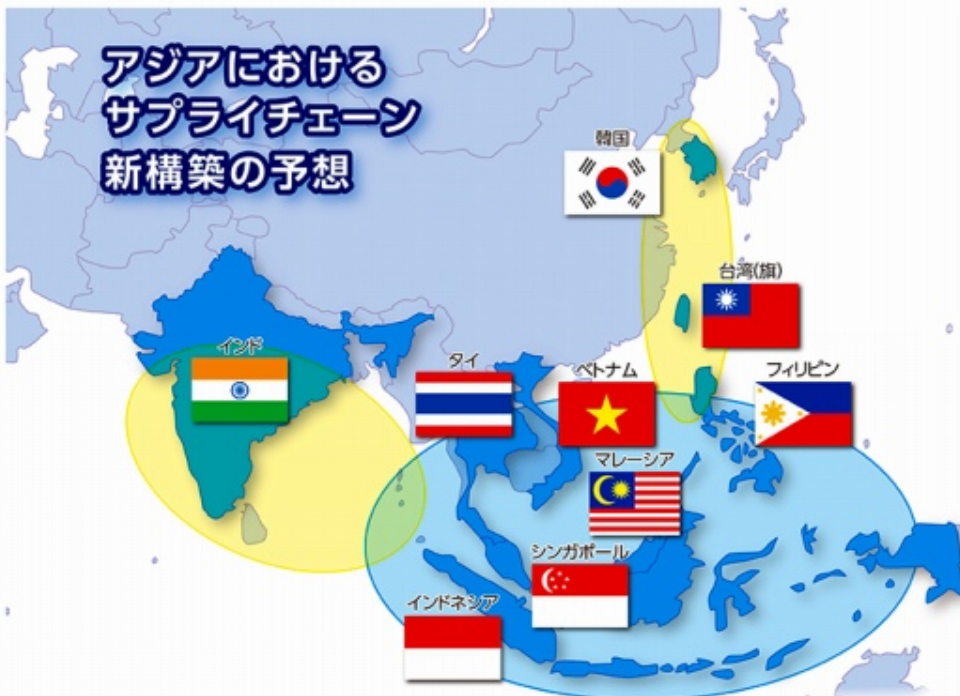 アジアにおける
サプライチェーン
新構築の予想
韓国
台湾(旗)
インド
タイ
ベトナム
フィリピン
マレーシア
シンガポール
インドネシア